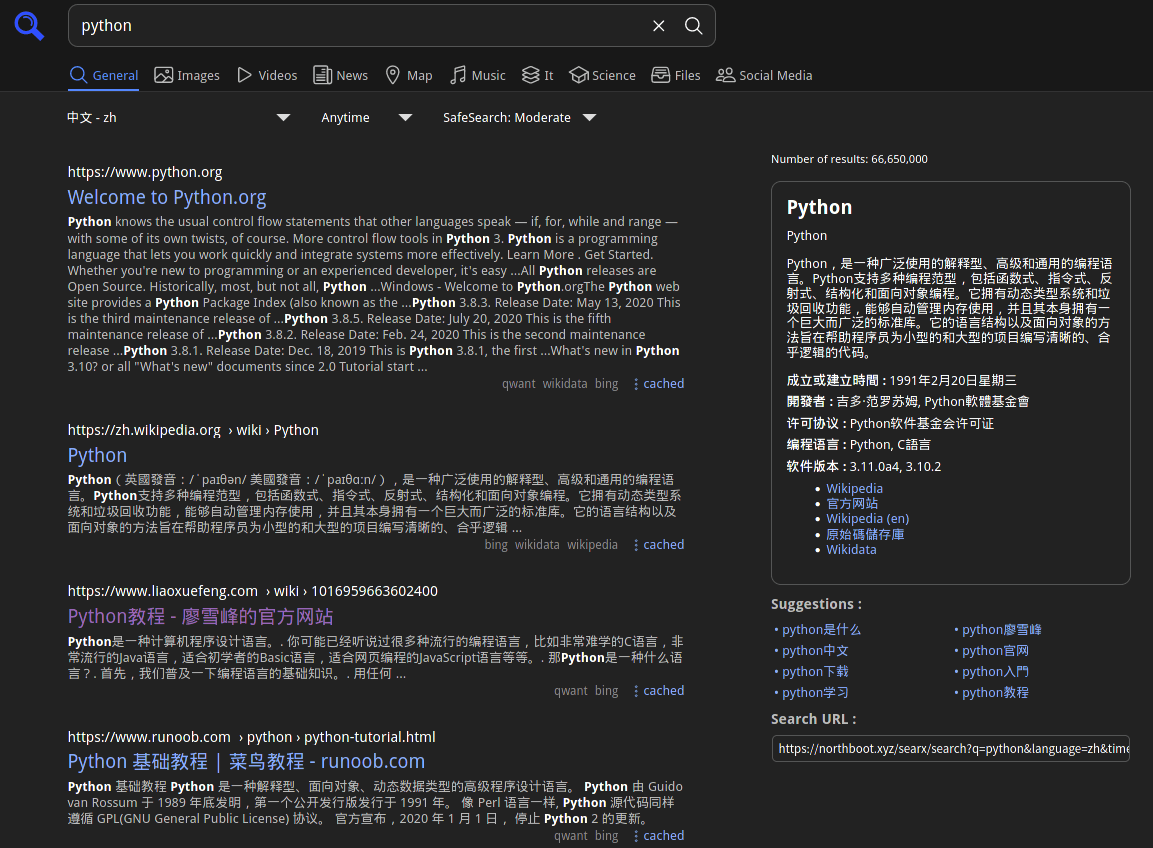 python
General Images Videos News Map Music It Science Files Social Media
中文 - zh Anytime SafeSearch: Moderate
https://www.python.org
Welcome to Python.org
Python knows the usual control flow statements that other languages speak — if, for, while and range —
with some of its own twists, of course. More control flow tools in Python 3. Python is a programming
language that lets you work quickly and integrate systems more effectively. Learn More . Get Started.
Whether you're new to programming or an experienced developer, it's easy ...All Python releases are
Open Source. Historically, most, but not all, Python ...Windows - Welcome to Python.orgThe Python web
site provides a Python Package Index (also known as the ...Python 3.8.3. Release Date: May 13, 2020 This
is the third maintenance release of ...Python 3.8.5. Release Date: July 20, 2020 This is the fifth
maintenance release of ...Python 3.8.2. Release Date: Feb. 24, 2020 This is the second maintenance
release ...Python 3.8.1. Release Date: Dec. 18, 2019 This is Python 3.8.1, the first ...What's new in Python
3.10? or all "What's new" documents since 2.0 Tutorial start ...
qwant wikidata bing ⋮ cached
https://zh.wikipedia.org › wiki › Python
Python
Python（英國發音：/ˈpaɪθən/ 美國發音：/ˈpaɪθɑːn/），是一种广泛使用的解释型、高级和通用的编程语
言。Python支持多种编程范型，包括函数式、指令式、反射式、结构化和面向对象编程。它拥有动态类型系
统和垃圾回收功能，能够自动管理内存使用，并且其本身拥有一个巨大而广泛的标准库。它的语言结构以及
面向对象的方法旨在帮助程序员为小型的和大型的项目编写清晰的、合乎逻辑 ...
bing wikidata wikipedia ⋮ cached
https://www.liaoxuefeng.com › wiki › 1016959663602400
Python教程 - 廖雪峰的官方网站
Python是一种计算机程序设计语言。. 你可能已经听说过很多种流行的编程语言，比如非常难学的C语言，非
常流行的Java语言，适合初学者的Basic语言，适合网页编程的JavaScript语言等等。. 那Python是一种什么语
言？. 首先，我们普及一下编程语言的基础知识。. 用任何 ...
qwant bing ⋮ cached
https://www.runoob.com › python › python-tutorial.html
Python 基础教程 | 菜鸟教程 - runoob.com
Python 基础教程 Python 是一种解释型、面向对象、动态数据类型的高级程序设计语言。 Python 由 Guido
van Rossum 于 1989 年底发明，第一个公开发行版发行于 1991 年。 像 Perl 语言一样, Python 源代码同样
遵循 GPL(GNU General Public License) 协议。 官方宣布，2020 年 1 月 1 日， 停止 Python 2 的更新。
qwant bing ⋮ cached
Number of results: 66,650,000
Python
Python
Python，是一种广泛使用的解释型、高级和通用的编程语
言。Python支持多种编程范型，包括函数式、指令式、反
射式、结构化和面向对象编程。它拥有动态类型系统和垃
圾回收功能，能够自动管理内存使用，并且其本身拥有一
个巨大而广泛的标准库。它的语言结构以及面向对象的方
法旨在帮助程序员为小型的和大型的项目编写清晰的、合
乎逻辑的代码。
成立或建立時間 : 1991年2月20日星期三
開發者 : 吉多·范罗苏姆, Python軟體基金會
许可协议 : Python软件基金会许可证
编程语言 : Python, C語言
软件版本 : 3.11.0a4, 3.10.2
• Wikipedia
• 官方网站
• Wikipedia (en)
• 原始碼儲存庫
• Wikidata
Suggestions :
• python是什么 • python廖雪峰
• python中文 • python官网
• python下载 • python入門
• python学习 • python教程
Search URL :
https://northboot.xyz/searx/search?q=python&language=zh&time